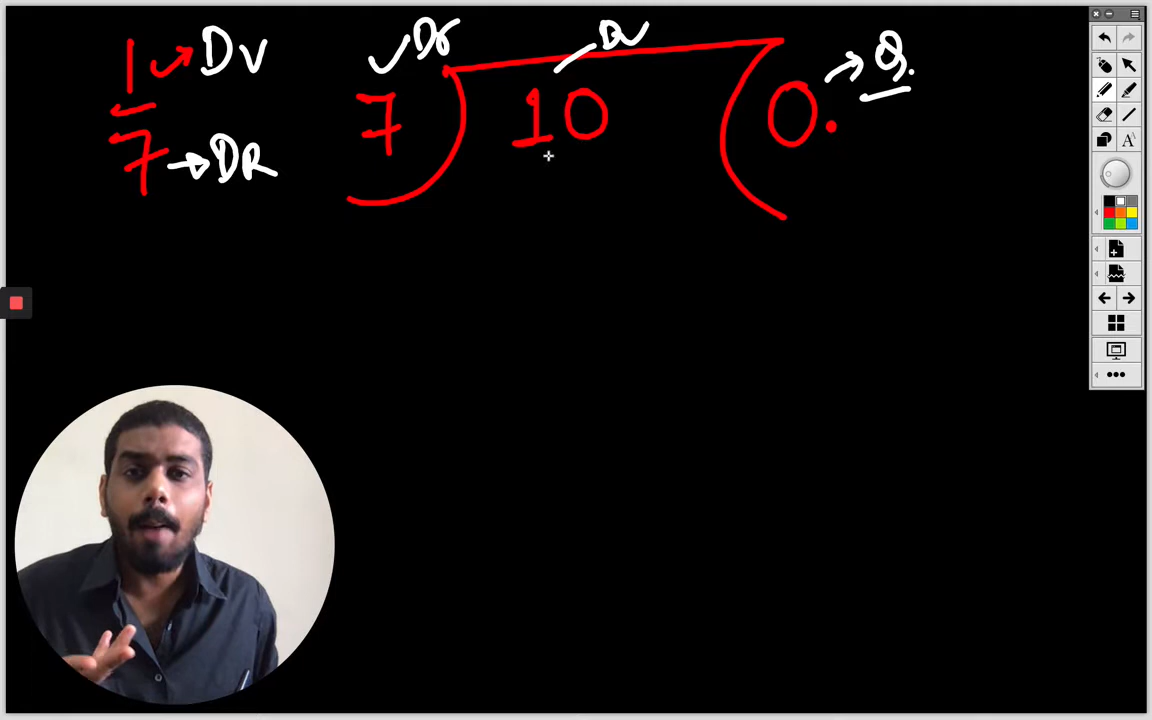 1 → DV
7 → DR
7 Dr
10 Dv
0. → Q.